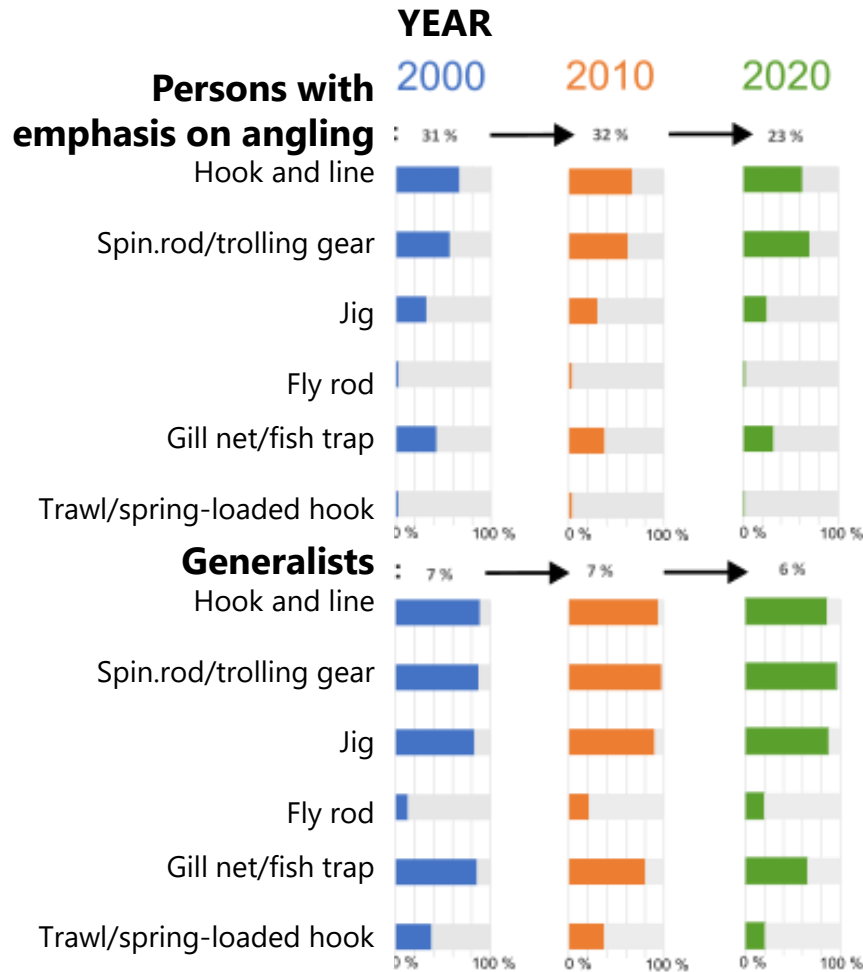 YEAR
2000 2010 2020
Persons with
emphasis on angling : 31 % 32 % 23 %
Hook and line
Spin.rod/trolling gear
Jig
Fly rod
Gill net/fish trap
Trawl/spring-loaded hook
0 % 100 % 0 % 100 % 0 % 100 %
Generalists : 7 % 7 % 6 %
Hook and line
Spin.rod/trolling gear
Jig
Fly rod
Gill net/fish trap
Trawl/spring-loaded hook
0 % 100 % 0 % 100 % 0 % 100 %